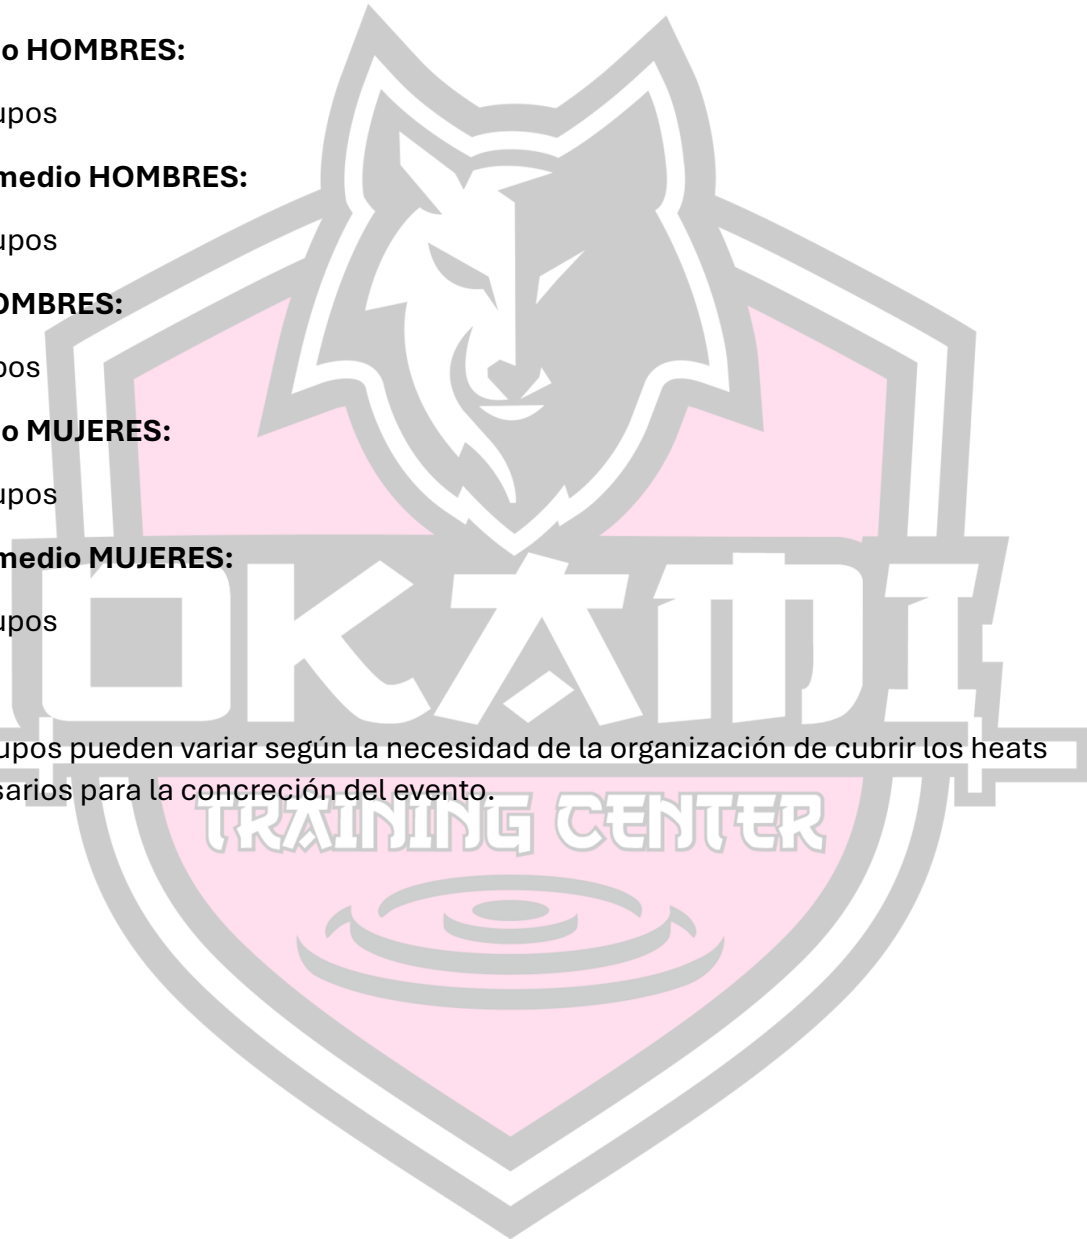 o HOMBRES:
upos
medio HOMBRES:
upos
OMBRES:
pos
o MUJERES:
upos
medio MUJERES:
upos
OKAMI
upos pueden variar según la necesidad de la organización de cubrir los heats
sarios para la concreción del evento.
TRAINING CENTER